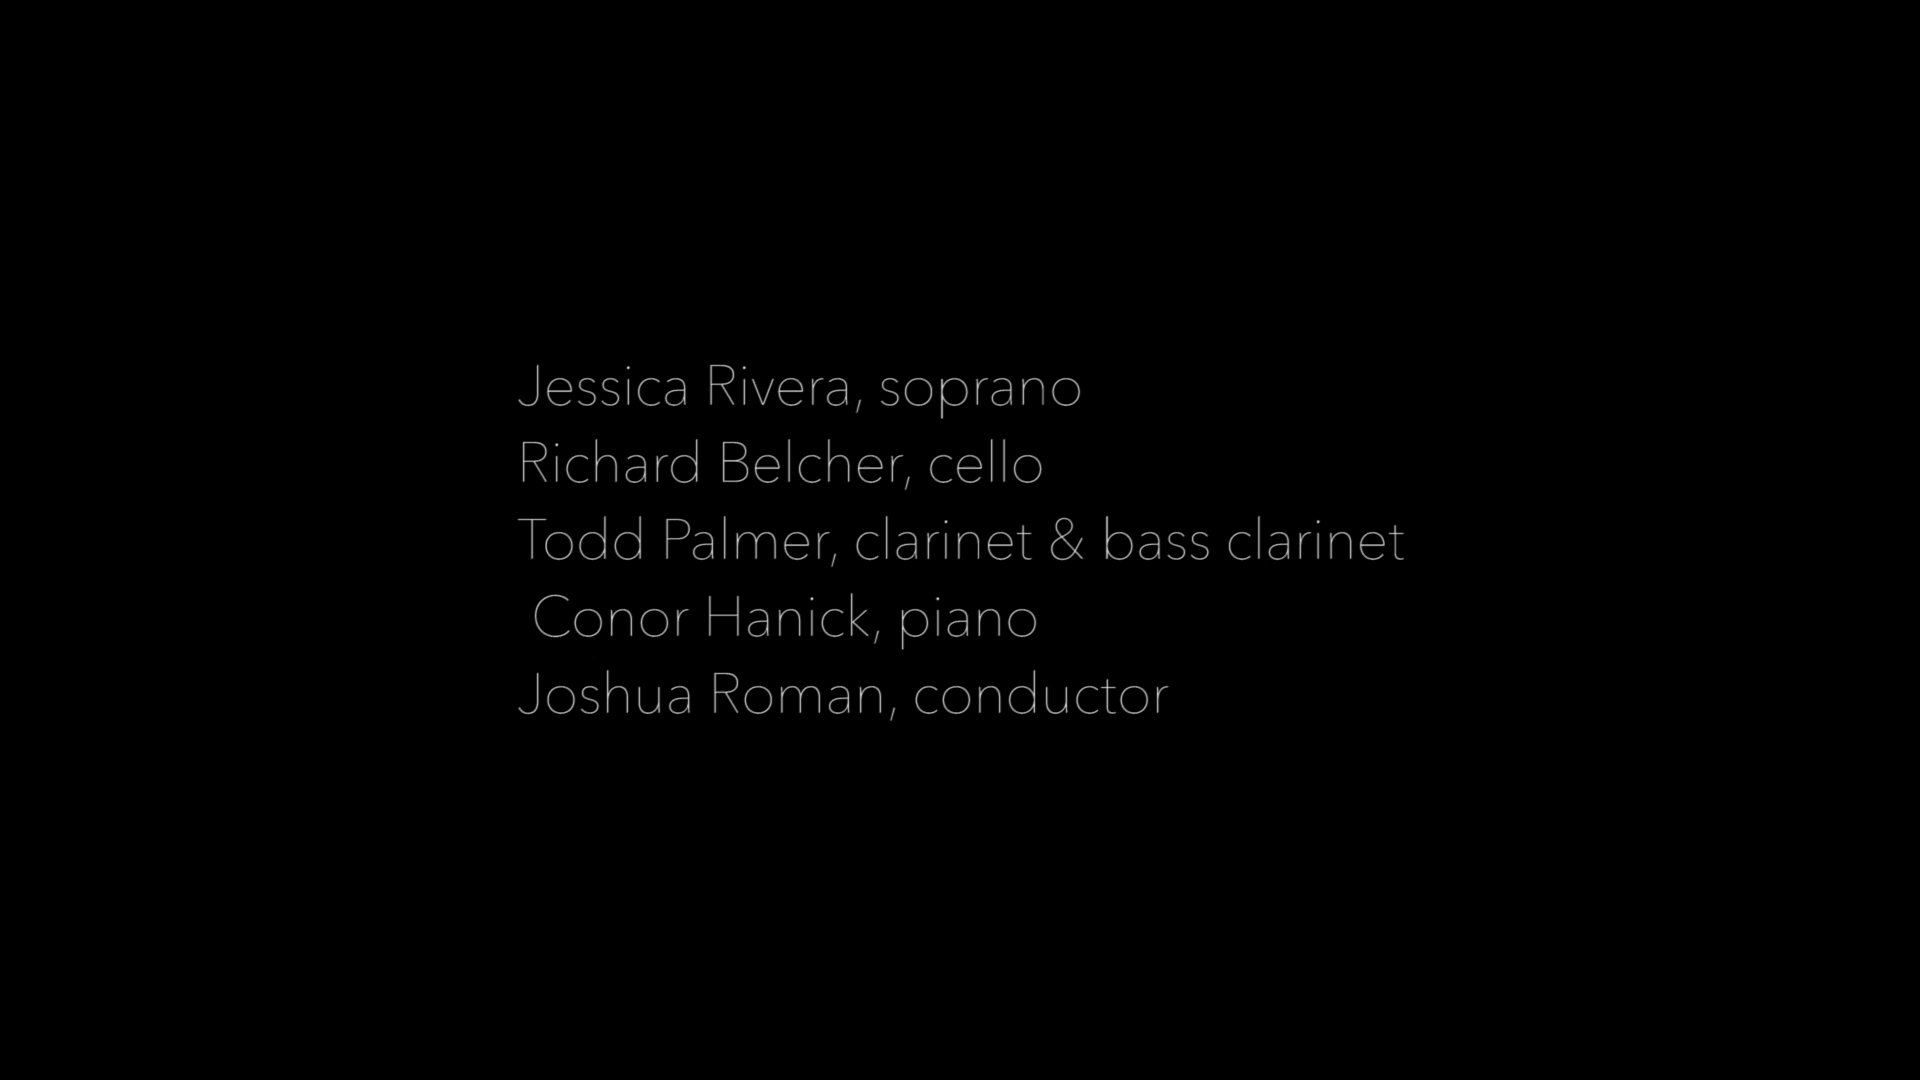 Jessica Rivera, soprano
Richard Belcher, cello
Todd Palmer, clarinet & bass clarinet
Conor Hanick, piano
Joshua Roman, conductor